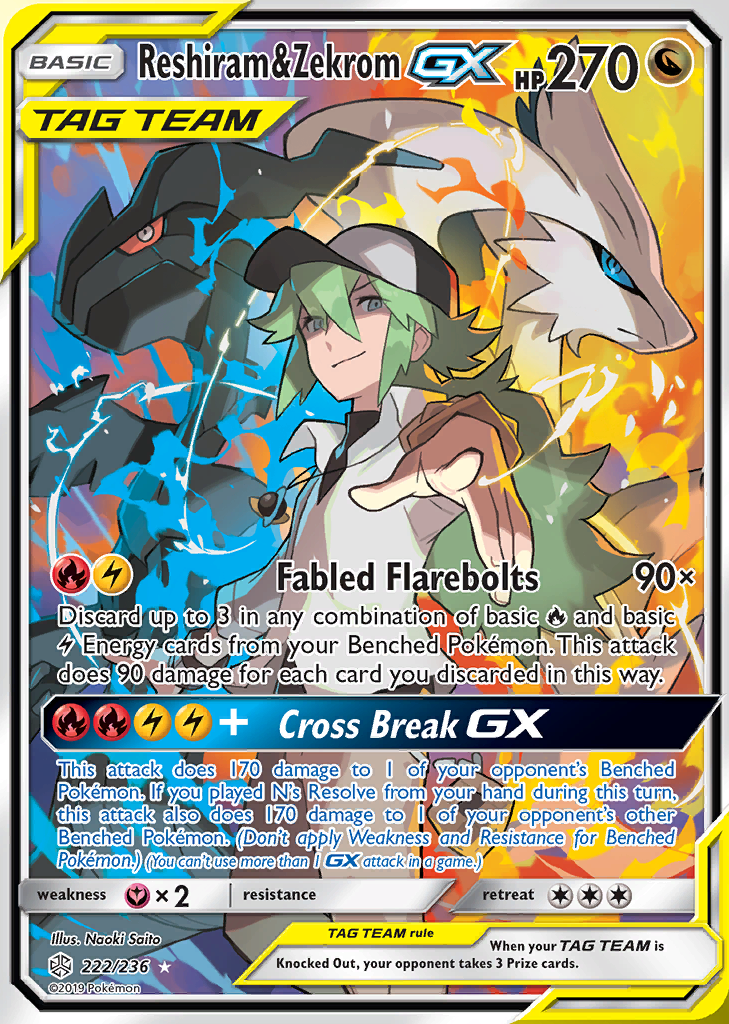 BASIC Reshiram&Zekrom GX HP270
TAG TEAM
Fabled Flarebolts 90×
Discard up to 3 in any combination of basic and basic
Energy cards from your Benched Pokémon. This attack
does 90 damage for each card you discarded in this way.
+ Cross Break GX
This attack does 170 damage to 1 of your opponent's Benched
Pokémon. If you played N's Resolve from your hand during this turn,
this attack also does 170 damage to 1 of your opponent's other
Benched Pokémon. (Don't apply Weakness and Resistance for Benched
Pokémon.) (You can't use more than 1 GX attack in a game.)
weakness ×2 resistance retreat
Illus. Naoki Saito
222/236
©2019 Pokémon
TAG TEAM rule
When your TAG TEAM is
Knocked Out, your opponent takes 3 Prize cards.